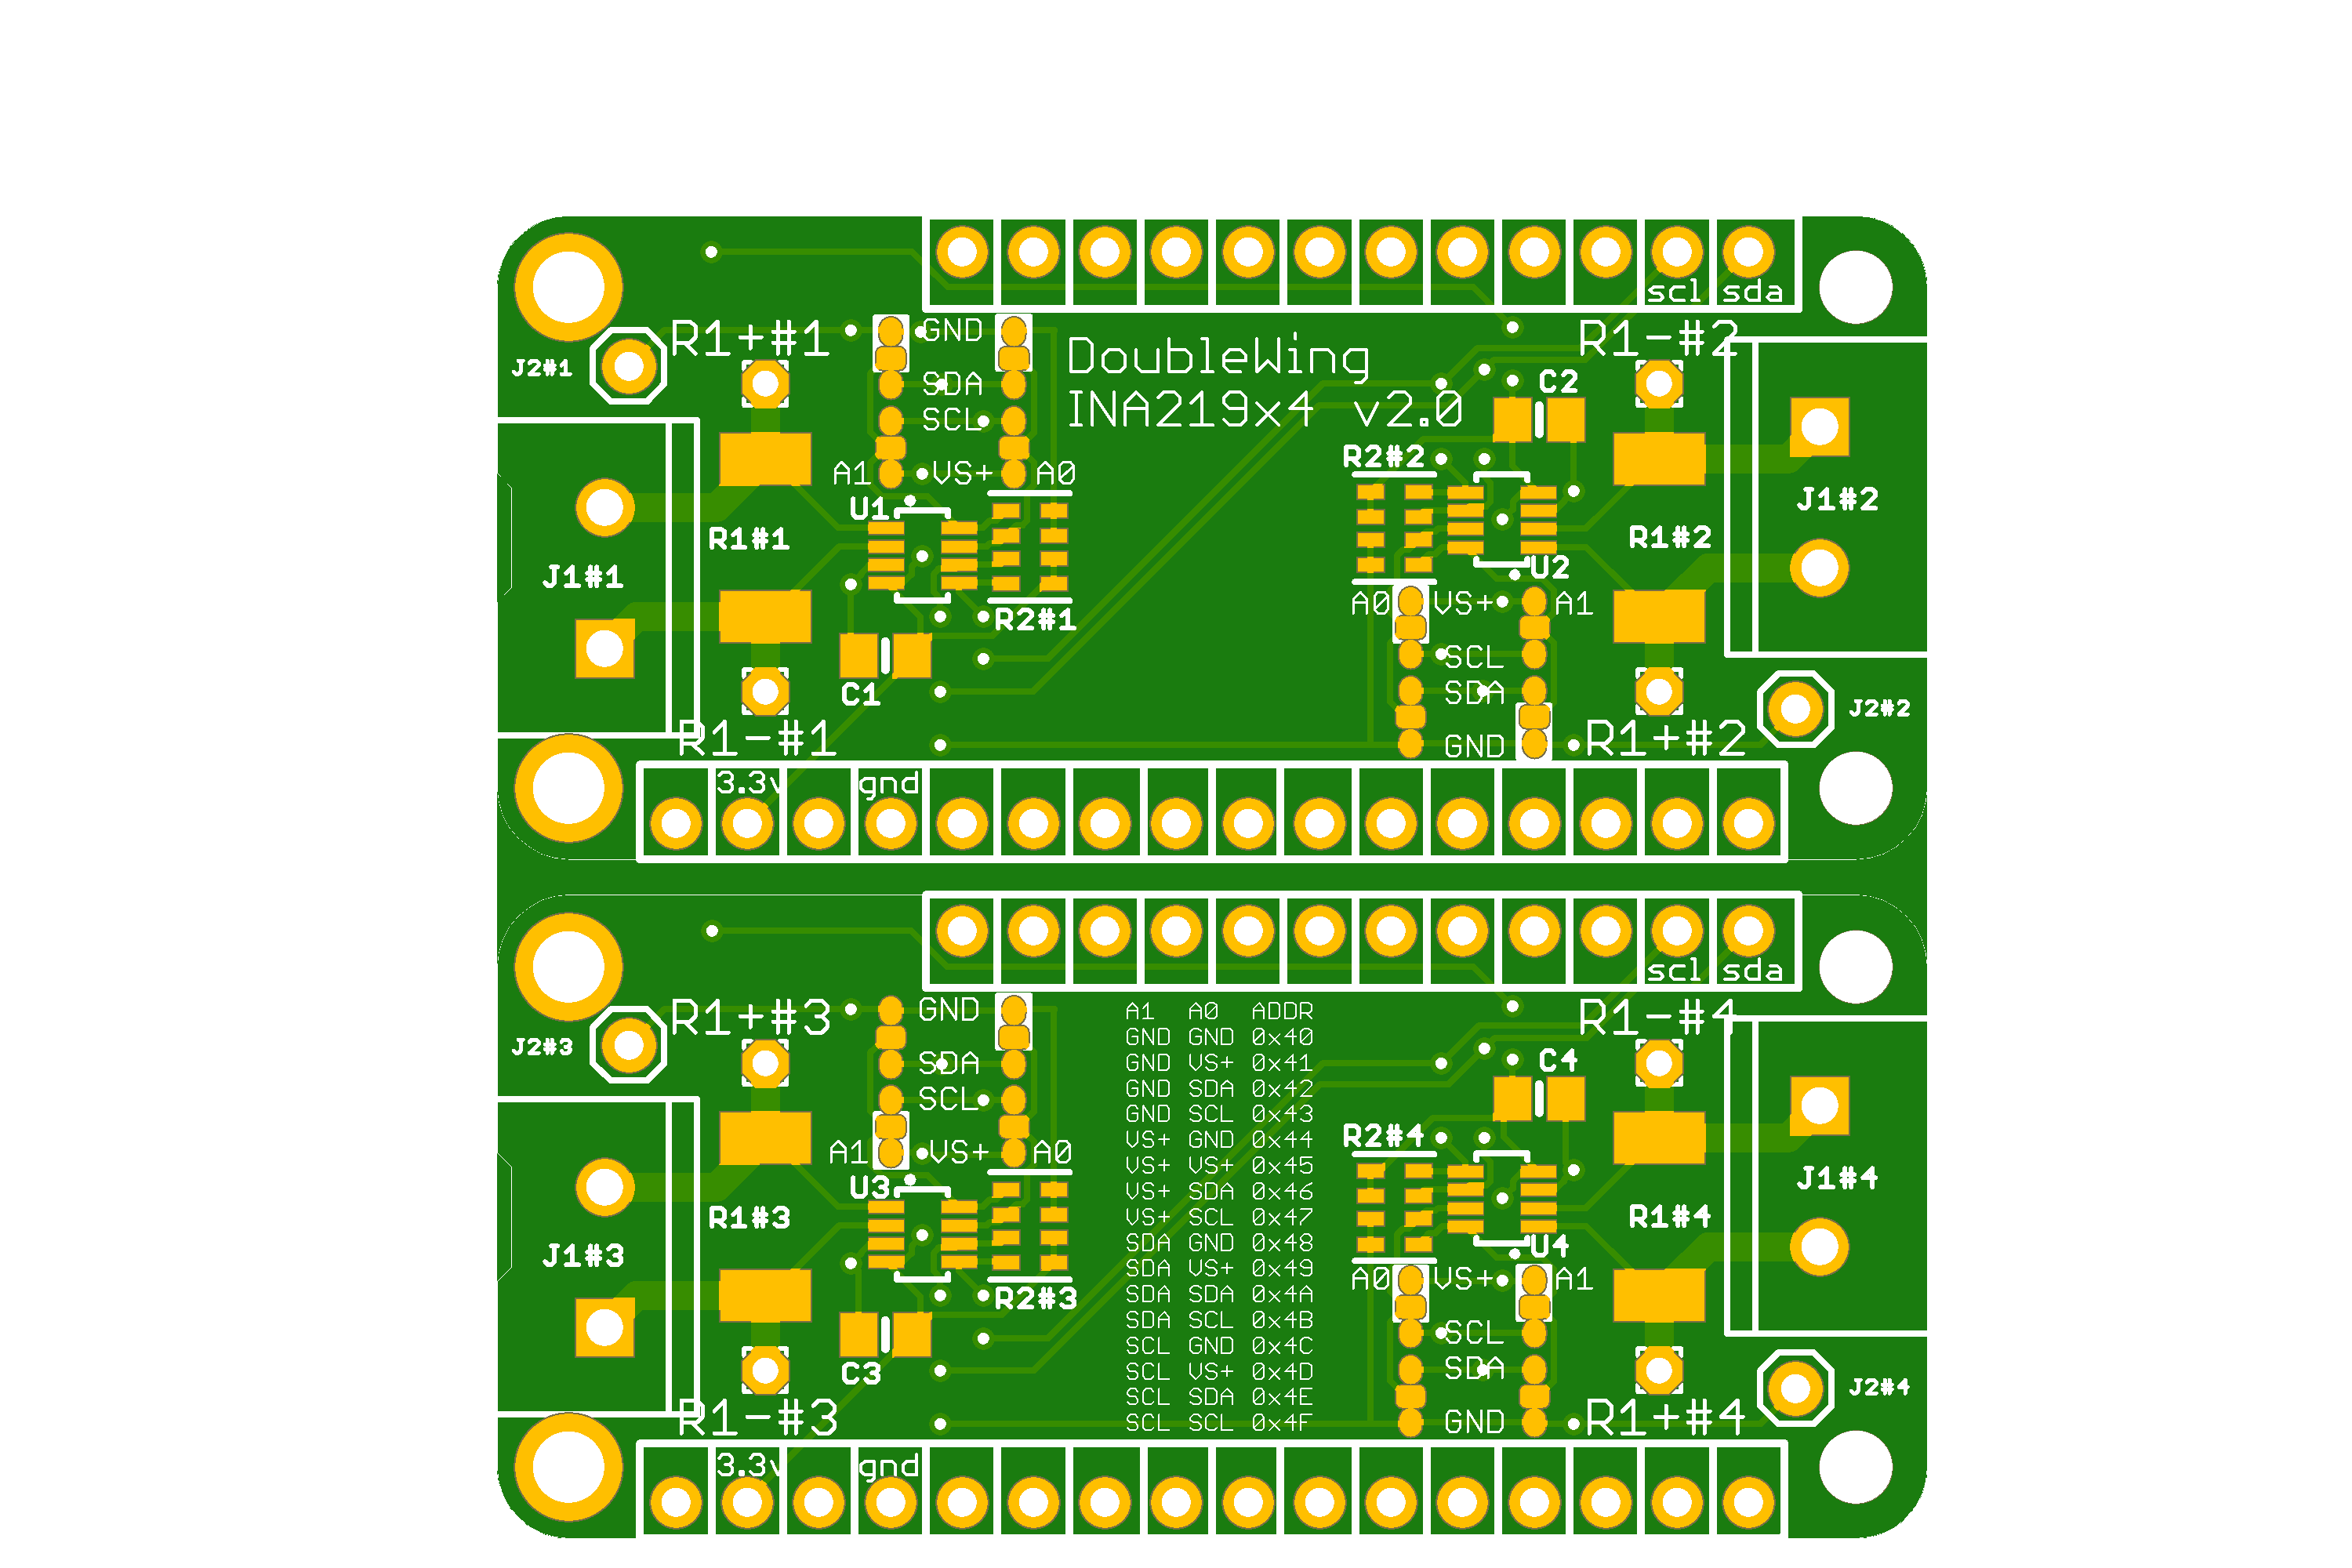 scl sda
R1+#1 GND R1-#2
J2#1 DoubleWing
SDA C2
SCL INA219x4 v2.0
A1 VS+ A0 R2#2
U1 J1#2
R1#1 R1#2
J1#1 U2
R2#1 A0 VS+ A1
SCL
C1 SDA J2#2
R1-#1 GND R1+#2
3.3v gnd
scl sda
R1+#3 GND R1-#4
A1 A0 ADDR
GND GND 0x40
J2#3 SDA GND VS+ 0x41 C4
GND SDA 0x42
SCL GND SCL 0x43
VS+ GND 0x44 R2#4
A1 VS+ A0 VS+ VS+ 0x45
U3 VS+ SDA 0x46 J1#4
R1#3 VS+ SCL 0x47 R1#4
J1#3 SDA GND 0x48 U4
SDA VS+ 0x49 A0 VS+ A1
R2#3 SDA SDA 0x4A
SDA SCL 0x4B SCL
SCL GND 0x4C
C3 SCL VS+ 0x4D SDA
SCL SDA 0x4E J2#4
R1-#3 SCL SCL 0x4F GND R1+#4
3.3v gnd